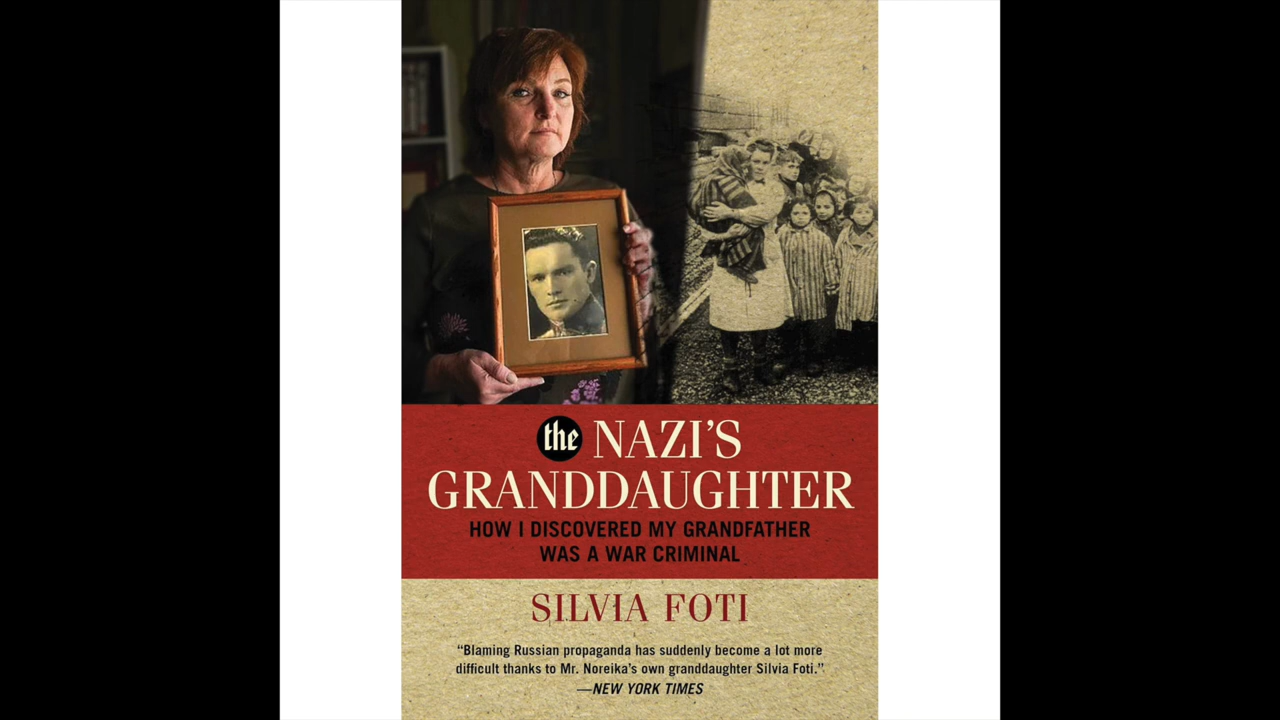 the NAZI'S
GRANDDAUGHTER
HOW I DISCOVERED MY GRANDFATHER
WAS A WAR CRIMINAL
SILVIA FOTI
“Blaming Russian propaganda has suddenly become a lot more
difficult thanks to Mr. Noreika's own granddaughter Silvia Foti.”
—NEW YORK TIMES